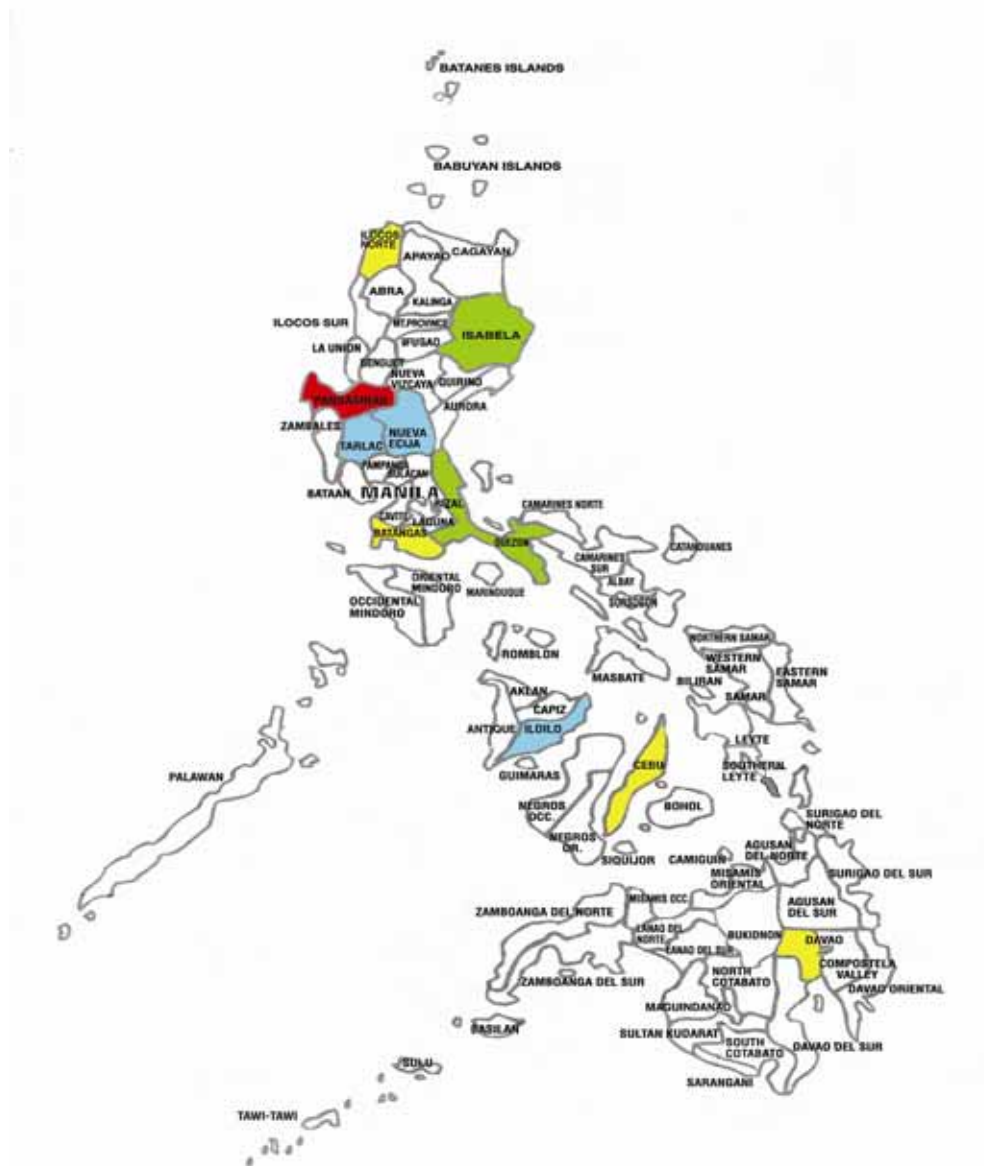 BATANES ISLANDS
BABUYAN ISLANDS
ILOCOS
NORTE
APAYAO
CAGAYAN
ABRA
KALINGA
ILOCOS SUR
MT.PROVINCE
ISABELA
IFUGAO
LA UNION
BENGUET
NUEVA
VIZCAYA
QUIRINO
PANGASINAN
AURORA
ZAMBALES
NUEVA
ECIJA
TARLAC
PAMPANGA
BULACAN
BATAAN
MANILA
RIZAL
CAMARINES NORTE
CAVITE
LAGUNA
BATANGAS
QUEZON
CATANDUANES
CAMARINES
SUR
ALBAY
ORIENTAL
MINDORO
MARINDUQUE
OCCIDENTAL
MINDORO
SORSOGON
NORTHERN SAMAR
ROMBLON
MASBATE
WESTERN
SAMAR
EASTERN
SAMAR
BILIRAN
SAMAR
AKLAN
CAPIZ
ANTIQUE
ILOILO
LEYTE
CEBU
SOUTHERN
LEYTE
PALAWAN
GUIMARAS
NEGROS
OCC.
BOHOL
SURIGAO DEL
NORTE
NEGROS
OR.
SIQUIJOR
CAMIGUIN
AGUSAN
DEL NORTE
MISAMIS
ORIENTAL
SURIGAO DEL SUR
MISAMIS OCC.
AGUSAN
DEL SUR
ZAMBOANGA DEL NORTE
LANAO DEL
NORTE
BUKIDNON
DAVAO
LANAO DEL SUR
COMPOSTELA
VALLEY
ZAMBOANGA DEL SUR
NORTH
COTABATO
DAVAO ORIENTAL
MAGUINDANAO
BASILAN
SULTAN KUDARAT
SOUTH
COTABATO
DAVAO DEL SUR
SULU
SARANGANI
TAWI-TAWI